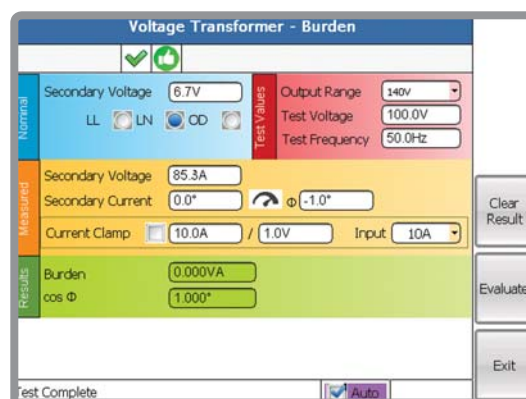 Voltage Transformer - Burden
Nominal
Secondary Voltage 6.7V
LL LN OD
Test Values
Output Range 140V
Test Voltage 100.0V
Test Frequency 50.0Hz
Measured
Secondary Voltage 85.3A
Secondary Current 0.0° Φ -1.0°
Current Clamp 10.0A / 1.0V Input 10A
Results
Burden 0.000VA
cos Φ 1.000°
Clear
Result
Evaluate
Exit
Test Complete Auto